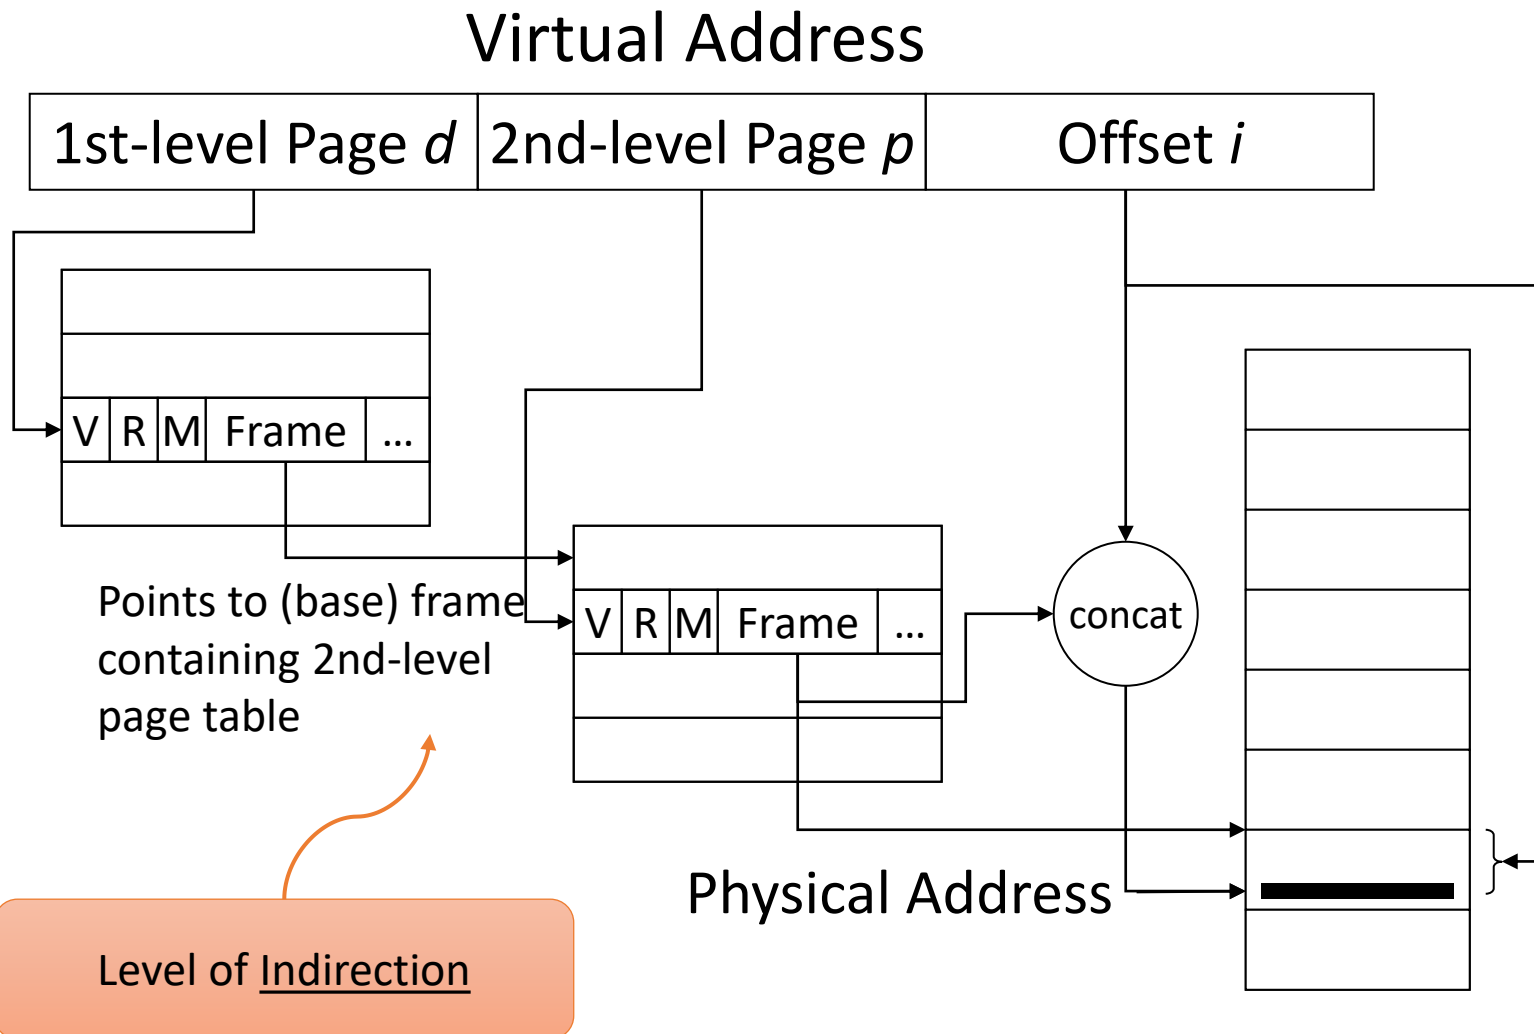 Virtual Address
1st-level Page d 2nd-level Page p Offset i
V R M Frame ...
Points to (base) frame
containing 2nd-level
page table
V R M Frame ...
concat
Physical Address
Level of Indirection